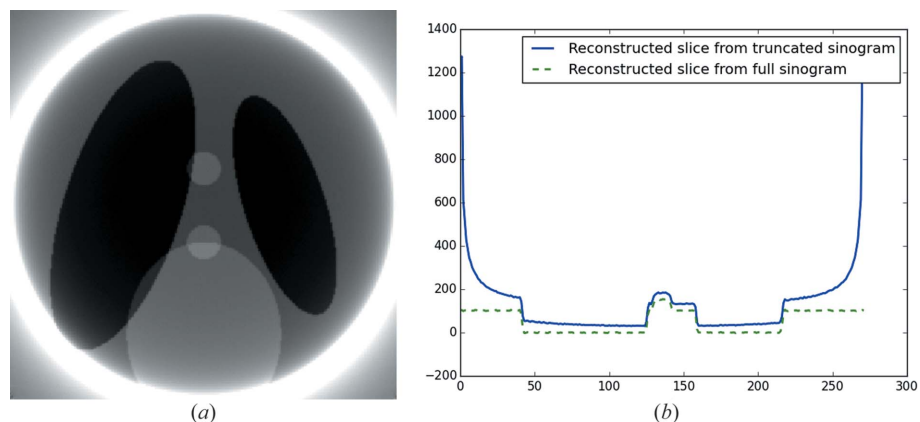 1400
1200
1000
800
600
400
200
0
−200
0 50 100 150 200 250 300
Reconstructed slice from truncated sinogram
Reconstructed slice from full sinogram
(a) (b)